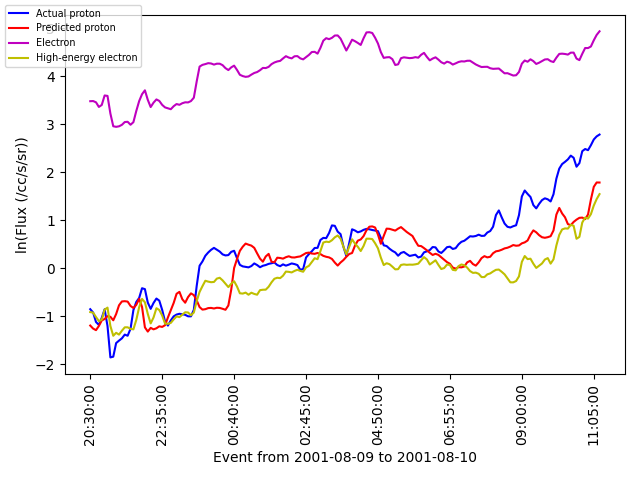 Actual proton
Predicted proton
Electron
High-energy electron
4
3
2
1
0
−1
−2
ln(Flux (/cc/s/sr))
20:30:00
22:35:00
00:40:00
02:45:00
04:50:00
06:55:00
09:00:00
11:05:00
Event from 2001-08-09 to 2001-08-10